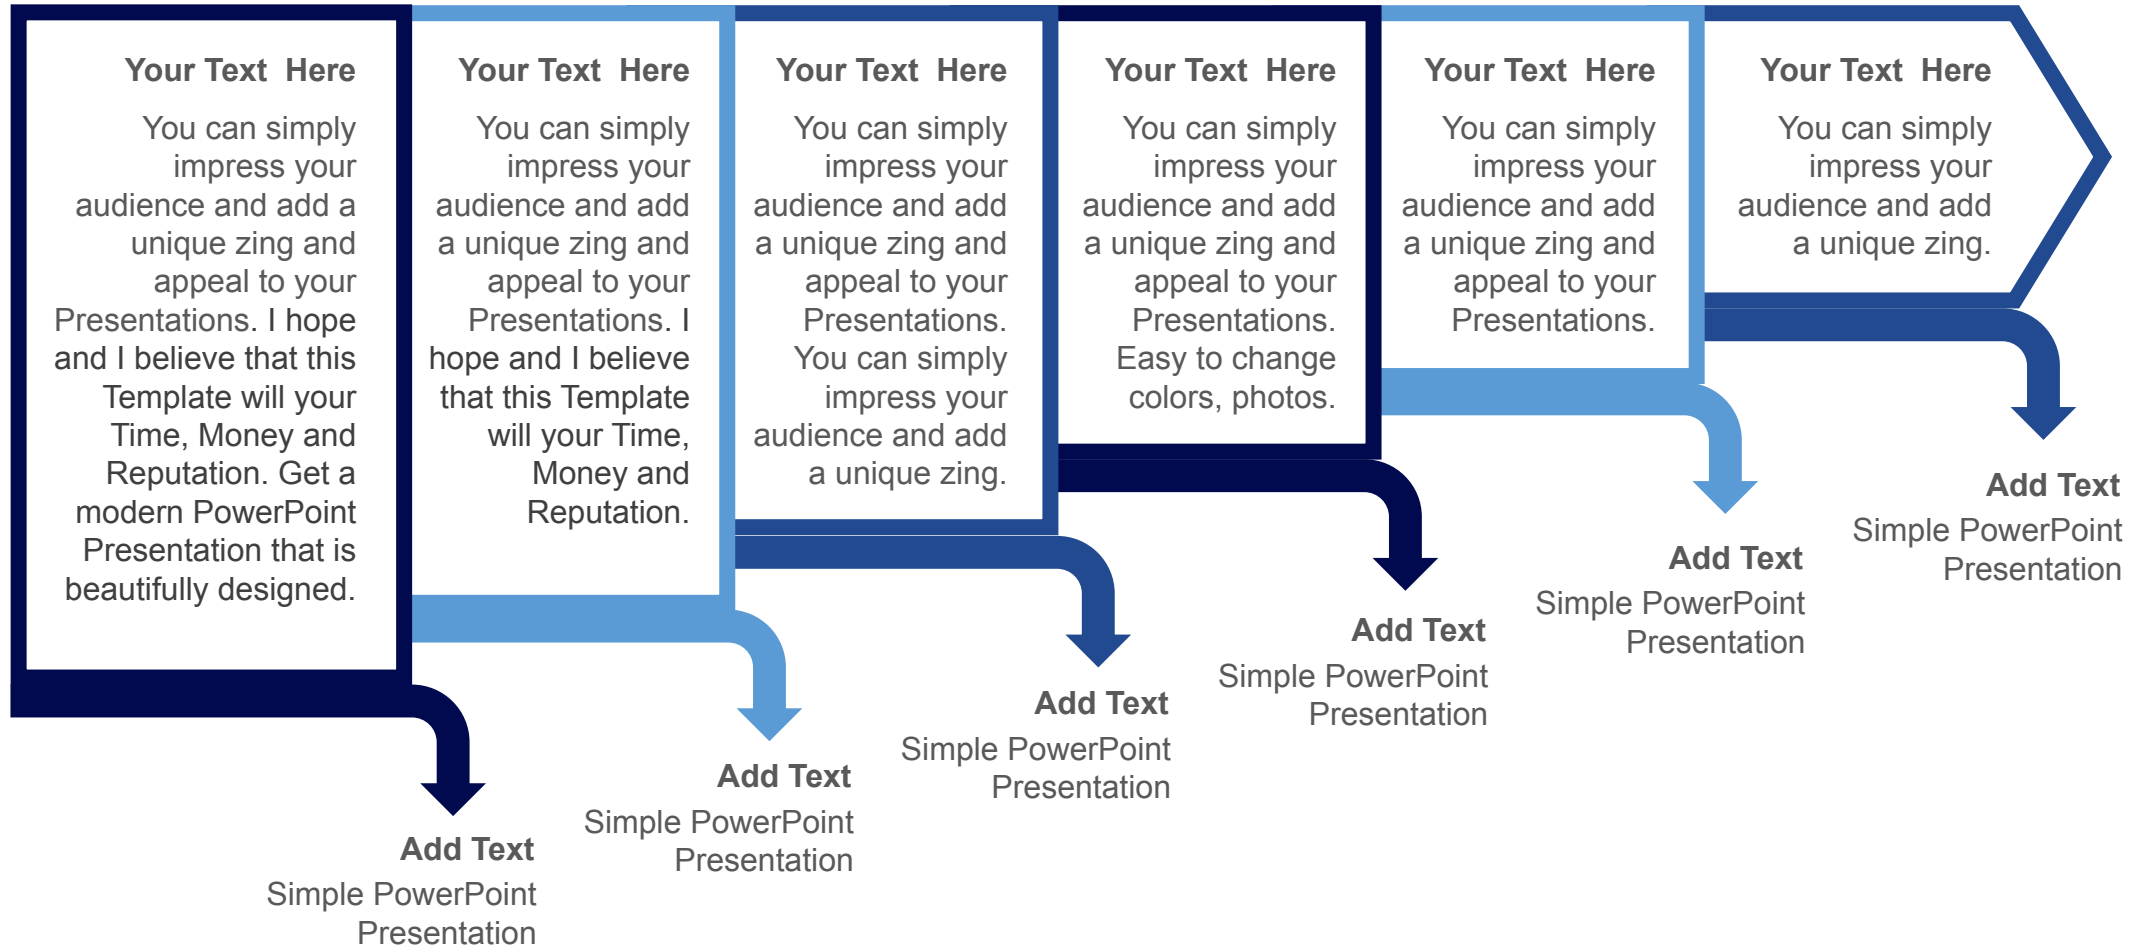 Your Text  Here
You can simply
impress your
audience and add a
unique zing and
appeal to your
Presentations. I hope
and I believe that this
Template will your
Time, Money and
Reputation. Get a
modern PowerPoint
Presentation that is
beautifully designed.
Add Text
Simple PowerPoint
Presentation
Your Text  Here
You can simply
impress your
audience and add
a unique zing and
appeal to your
Presentations. I
hope and I believe
that this Template
will your Time,
Money and
Reputation.
Add Text
Simple PowerPoint
Presentation
Your Text  Here
You can simply
impress your
audience and add
a unique zing and
appeal to your
Presentations.
You can simply
impress your
audience and add
a unique zing.
Add Text
Simple PowerPoint
Presentation
Your Text  Here
You can simply
impress your
audience and add
a unique zing and
appeal to your
Presentations.
Easy to change
colors, photos.
Add Text
Simple PowerPoint
Presentation
Your Text  Here
You can simply
impress your
audience and add
a unique zing and
appeal to your
Presentations.
Add Text
Simple PowerPoint
Presentation
Your Text  Here
You can simply
impress your
audience and add
a unique zing.
Add Text
Simple PowerPoint
Presentation